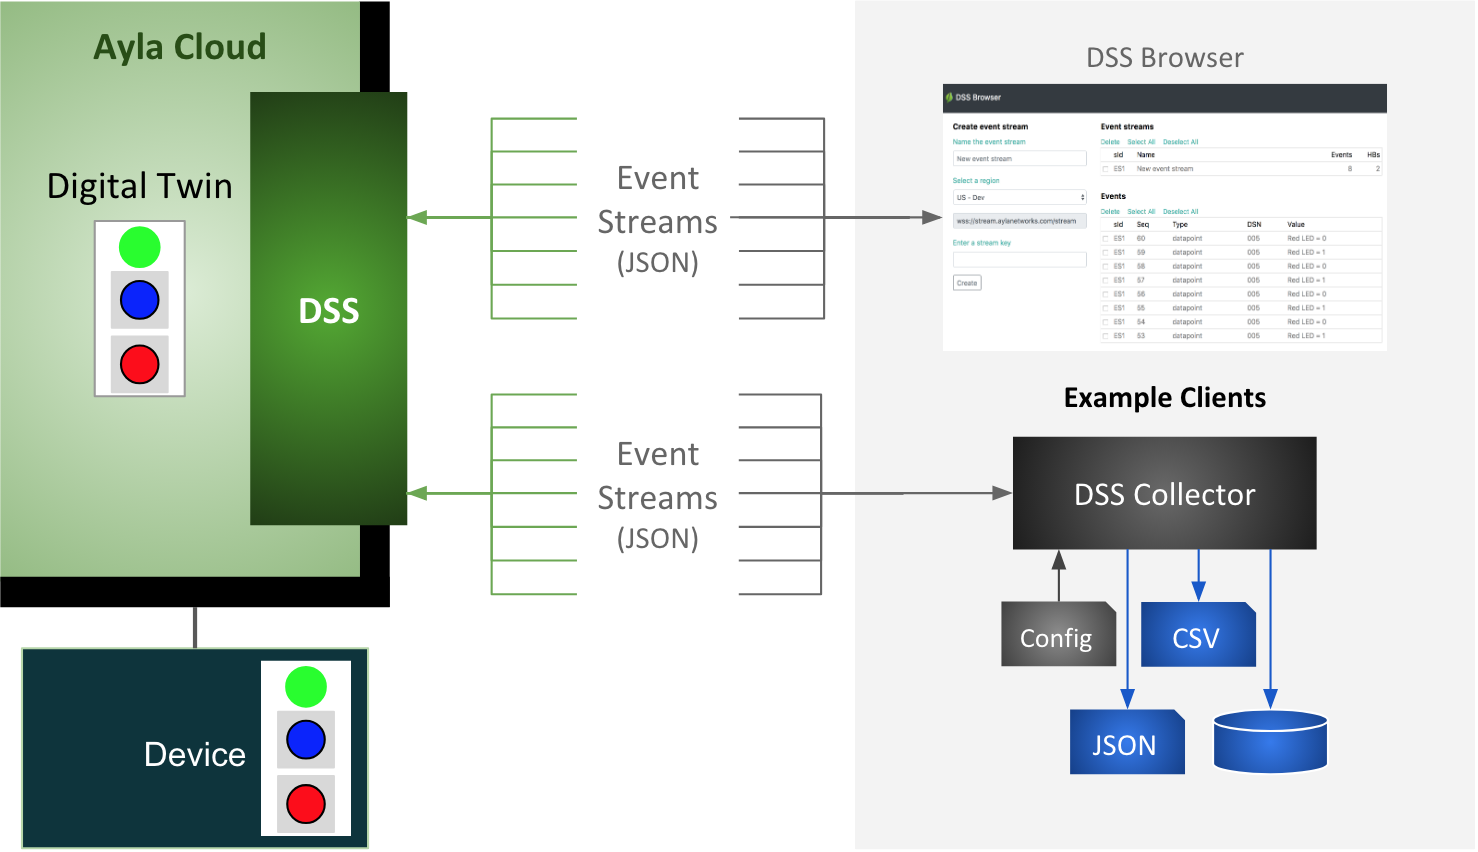 Ayla Cloud
Digital Twin
DSS
Device
Event
Streams
(JSON)
Event
Streams
(JSON)
DSS Browser
DSS Browser
Create event stream
Name the event stream
New event stream
Select a region
US - Dev
wss://stream.aylanetworks.com/stream
Enter a stream key
Create
Event streams
Delete Select All Deselect All
sid Name Events HBs
ES1 New event stream 8 2
Events
Delete Select All Deselect All
sid Seq Type DSN Value
ES1 60 datapoint 005 Red LED = 0
ES1 59 datapoint 005 Red LED = 1
ES1 58 datapoint 005 Red LED = 0
ES1 57 datapoint 005 Red LED = 1
ES1 56 datapoint 005 Red LED = 0
ES1 55 datapoint 005 Red LED = 1
ES1 54 datapoint 005 Red LED = 0
ES1 53 datapoint 005 Red LED = 1
Example Clients
DSS Collector
Config
CSV
JSON